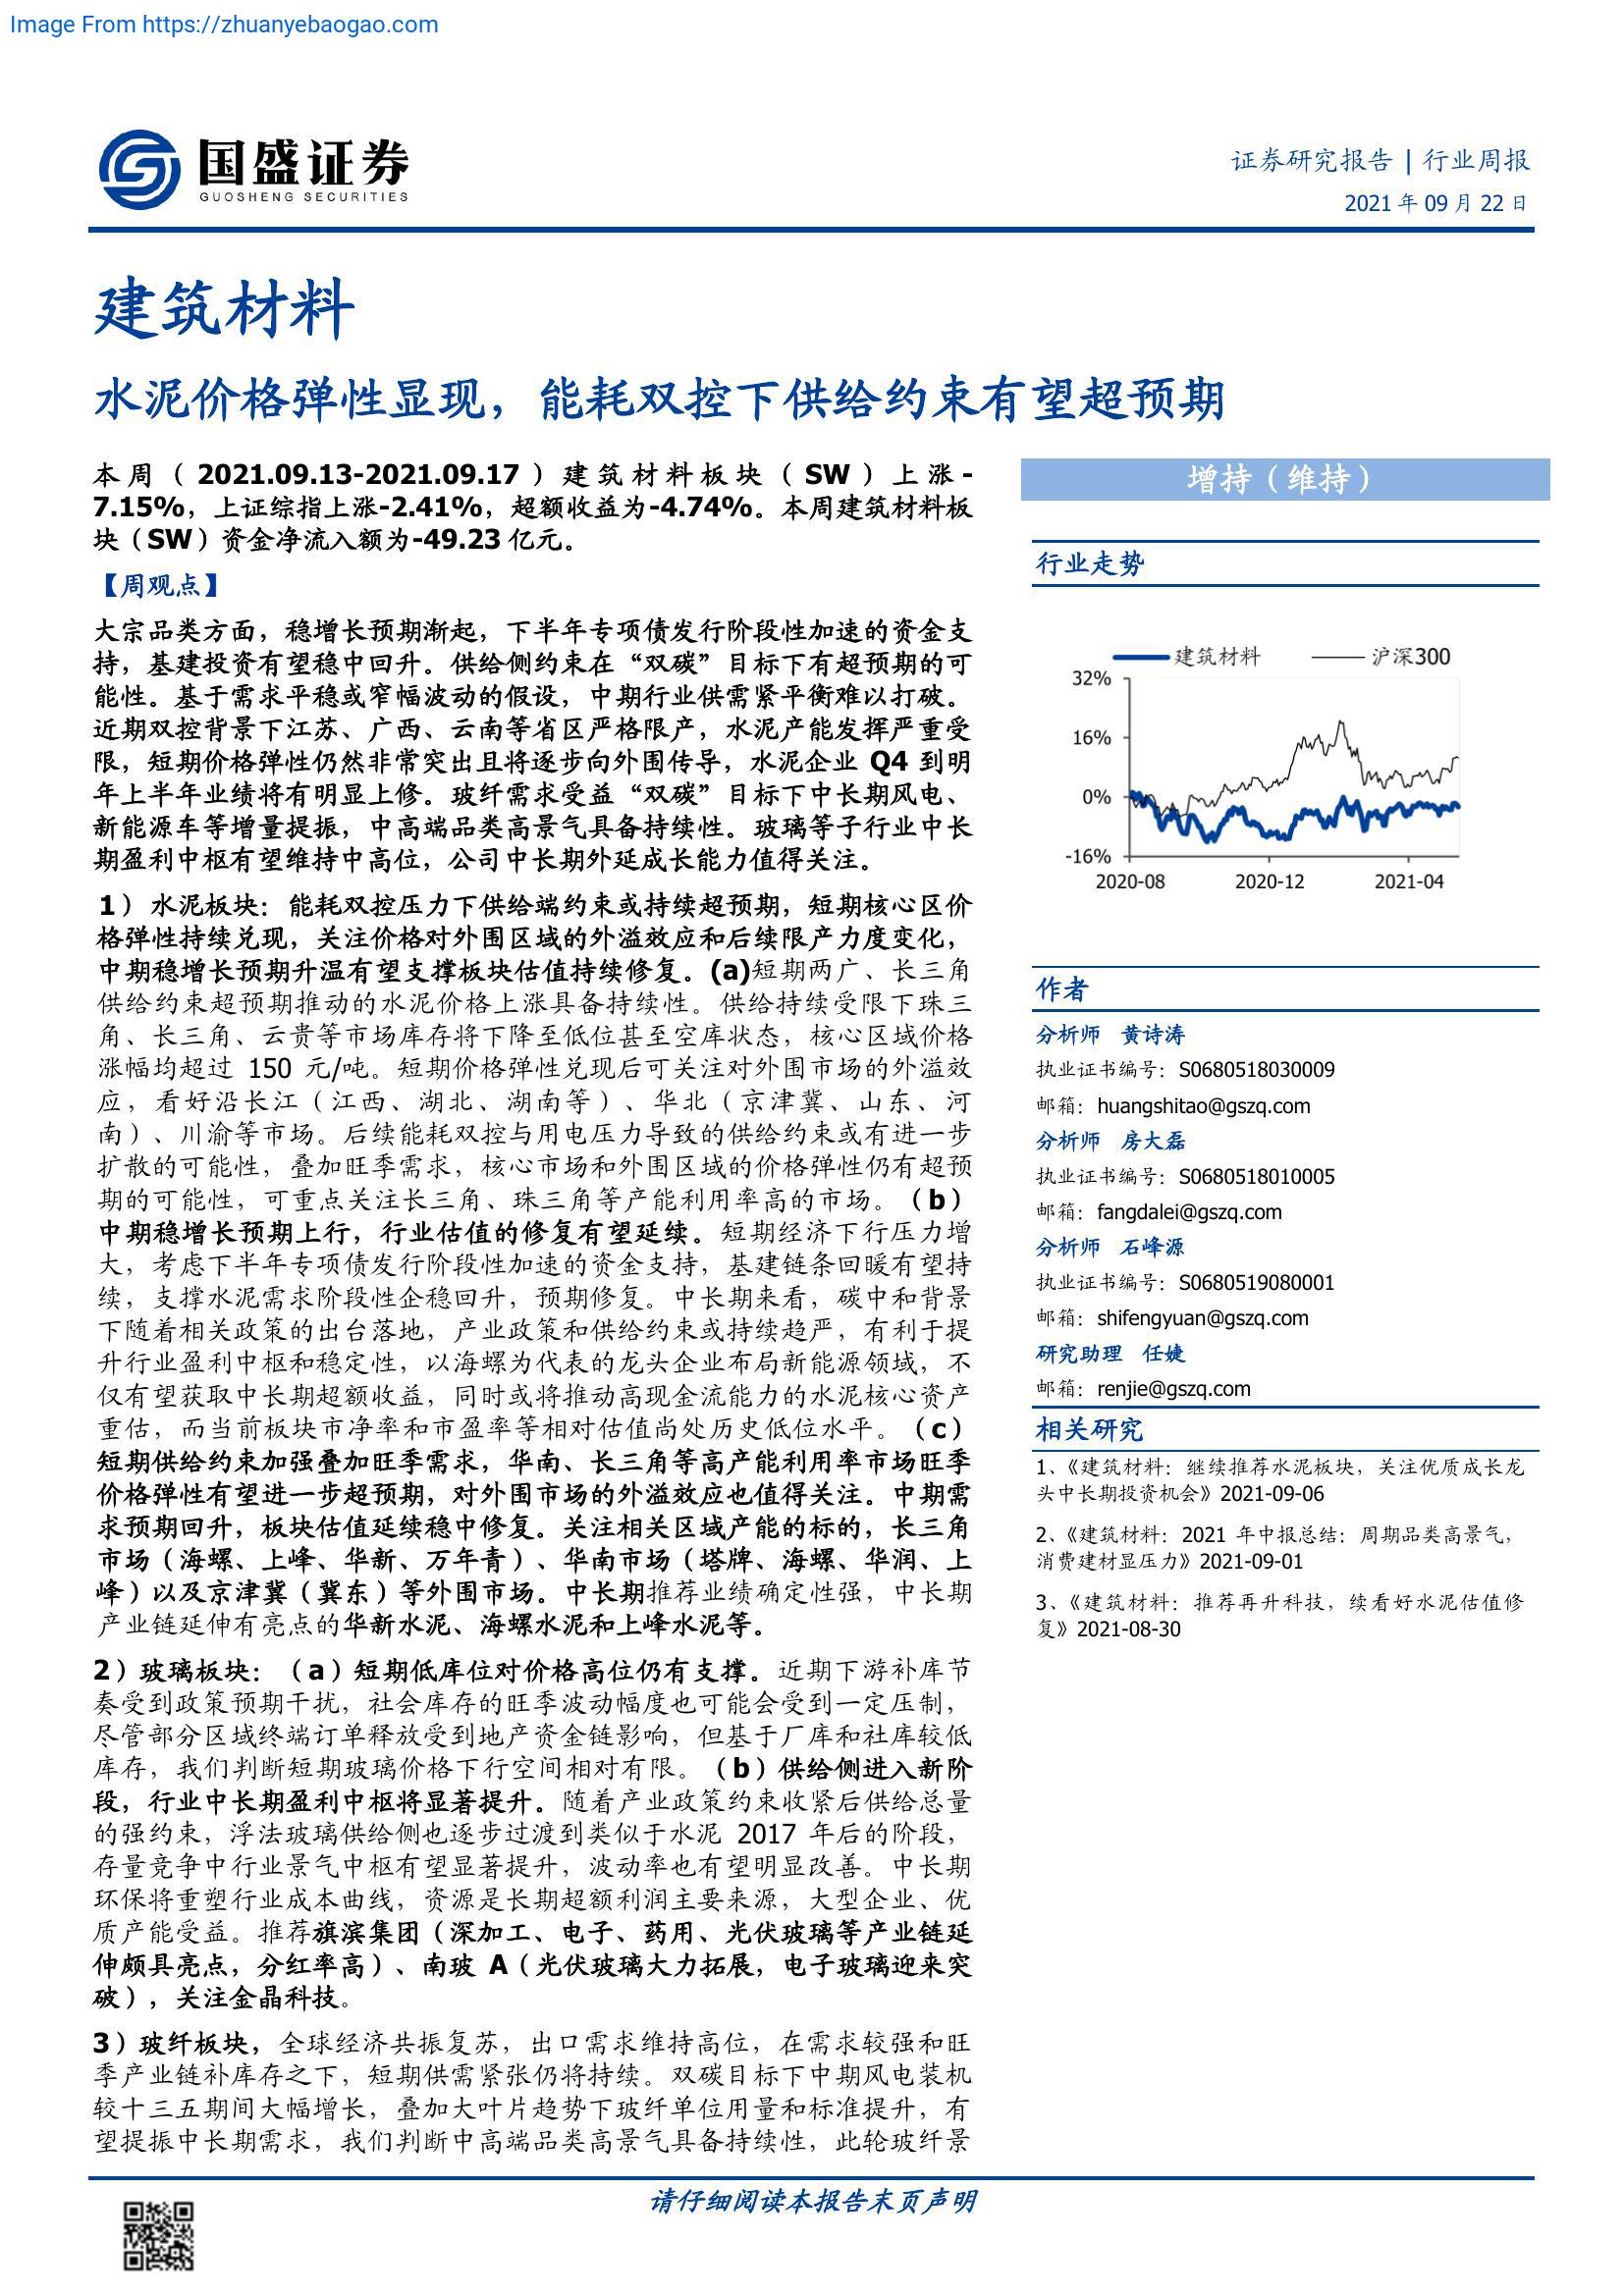 Image From https://zhuanyebaogao.com
国盛证券
GUOSHENG SECURITIES
证券研究报告 | 行业周报
2021 年 09 月 22 日
建筑材料
水泥价格弹性显现，能耗双控下供给约束有望超预期
本周（2021.09.13-2021.09.17）建筑材料板块（SW）上涨-
7.15%，上证综指上涨-2.41%，超额收益为-4.74%。本周建筑材料板
块（SW）资金净流入额为-49.23 亿元。
【周观点】
大宗品类方面，稳增长预期渐起，下半年专项债发行阶段性加速的资金支
持，基建投资有望稳中回升。供给侧约束在“双碳”目标下有超预期的可
能性。基于需求平稳或窄幅波动的假设，中期行业供需紧平衡难以打破。
近期双控背景下江苏、广西、云南等省区严格限产，水泥产能发挥严重受
限，短期价格弹性仍然非常突出且将逐步向外围传导，水泥企业 Q4 到明
年上半年业绩将有明显上修。玻纤需求受益“双碳”目标下中长期风电、
新能源车等增量提振，中高端品类高景气具备持续性。玻璃等子行业中长
期盈利中枢有望维持中高位，公司中长期外延成长能力值得关注。
1）水泥板块：能耗双控压力下供给端约束或持续超预期，短期核心区价
格弹性持续兑现，关注价格对外围区域的外溢效应和后续限产力度变化，
中期稳增长预期升温有望支撑板块估值持续修复。(a)短期两广、长三角
供给约束超预期推动的水泥价格上涨具备持续性。供给持续受限下珠三
角、长三角、云贵等市场库存将下降至低位甚至空库状态，核心区域价格
涨幅均超过 150 元/吨。短期价格弹性兑现后可关注对外围市场的外溢效
应，看好沿长江（江西、湖北、湖南等）、华北（京津冀、山东、河
南）、川渝等市场。后续能耗双控与用电压力导致的供给约束或有进一步
扩散的可能性，叠加旺季需求，核心市场和外围区域的价格弹性仍有超预
期的可能性，可重点关注长三角、珠三角等产能利用率高的市场。（b）
中期稳增长预期上行，行业估值的修复有望延续。短期经济下行压力增
大，考虑下半年专项债发行阶段性加速的资金支持，基建链条回暖有望持
续，支撑水泥需求阶段性企稳回升，预期修复。中长期来看，碳中和背景
下随着相关政策的出台落地，产业政策和供给约束或持续趋严，有利于提
升行业盈利中枢和稳定性，以海螺为代表的龙头企业布局新能源领域，不
仅有望获取中长期超额收益，同时或将推动高现金流能力的水泥核心资产
重估，而当前板块市净率和市盈率等相对估值尚处历史低位水平。（c）
短期供给约束加强叠加旺季需求，华南、长三角等高产能利用率市场旺季
价格弹性有望进一步超预期，对外围市场的外溢效应也值得关注。中期需
求预期回升，板块估值延续稳中修复。关注相关区域产能的标的，长三角
市场（海螺、上峰、华新、万年青）、华南市场（塔牌、海螺、华润、上
峰）以及京津冀（冀东）等外围市场。中长期推荐业绩确定性强，中长期
产业链延伸有亮点的华新水泥、海螺水泥和上峰水泥等。
2）玻璃板块：（a）短期低库位对价格高位仍有支撑。近期下游补库节
奏受到政策预期干扰，社会库存的旺季波动幅度也可能会受到一定压制，
尽管部分区域终端订单释放受到地产资金链影响，但基于厂库和社库较低
库存，我们判断短期玻璃价格下行空间相对有限。（b）供给侧进入新阶
段，行业中长期盈利中枢将显著提升。随着产业政策约束收紧后供给总量
的强约束，浮法玻璃供给侧也逐步过渡到类似于水泥 2017 年后的阶段，
存量竞争中行业景气中枢有望显著提升，波动率也有望明显改善。中长期
环保将重塑行业成本曲线，资源是长期超额利润主要来源，大型企业、优
质产能受益。推荐旗滨集团（深加工、电子、药用、光伏玻璃等产业链延
伸颇具亮点，分红率高）、南玻 A（光伏玻璃大力拓展，电子玻璃迎来突
破），关注金晶科技。
3）玻纤板块，全球经济共振复苏，出口需求维持高位，在需求较强和旺
季产业链补库存之下，短期供需紧张仍将持续。双碳目标下中期风电装机
较十三五期间大幅增长，叠加大叶片趋势下玻纤单位用量和标准提升，有
望提振中长期需求，我们判断中高端品类高景气具备持续性，此轮玻纤景
增持（维持）
行业走势
建筑材料 沪深300
32%
16%
0%
-16%
2020-08 2020-12 2021-04
作者
分析师 黄诗涛
执业证书编号：S0680518030009
邮箱：huangshitao@gszq.com
分析师 房大磊
执业证书编号：S0680518010005
邮箱：fangdalei@gszq.com
分析师 石峰源
执业证书编号：S0680519080001
邮箱：shifengyuan@gszq.com
研究助理 任婕
邮箱：renjie@gszq.com
相关研究
1、《建筑材料：继续推荐水泥板块，关注优质成长龙
头中长期投资机会》2021-09-06
2、《建筑材料：2021 年中报总结：周期品类高景气，
消费建材显压力》2021-09-01
3、《建筑材料：推荐再升科技，续看好水泥估值修
复》2021-08-30
请仔细阅读本报告末页声明